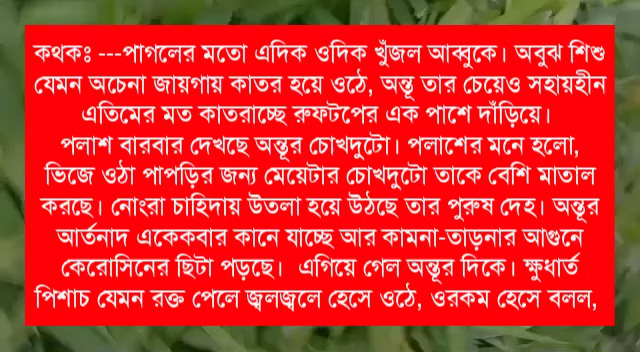 কথকঃ ---পাগলের মতো এদিক ওদিক খুঁজল আব্বুকে। অবুঝ শিশু
যেমন অচেনা জায়গায় কাতর হয়ে ওঠে, অন্তূ তার চেয়েও সহায়হীন
এতিমের মত কাতরাচ্ছে রুফটপের এক পাশে দাঁড়িয়ে।
পলাশ বারবার দেখছে অন্তূর চোখদুটো। পলাশের মনে হলো,
ভিজে ওঠা পাপড়ির জন্য মেয়েটার চোখদুটো তাকে বেশি মাতাল
করছে। নোংরা চাহিদায় উতলা হয়ে উঠছে তার পুরুষ দেহ। অন্তূর
আর্তনাদ একেকবার কানে যাচ্ছে আর কামনা-তাড়নার আগুনে
কেরোসিনের ছিটা পড়ছে। এগিয়ে গেল অন্তূর দিকে। ক্ষুধার্ত
পিশাচ যেমন রক্ত পেলে জ্বলজ্বলে হেসে ওঠে, ওরকম হেসে বলল,